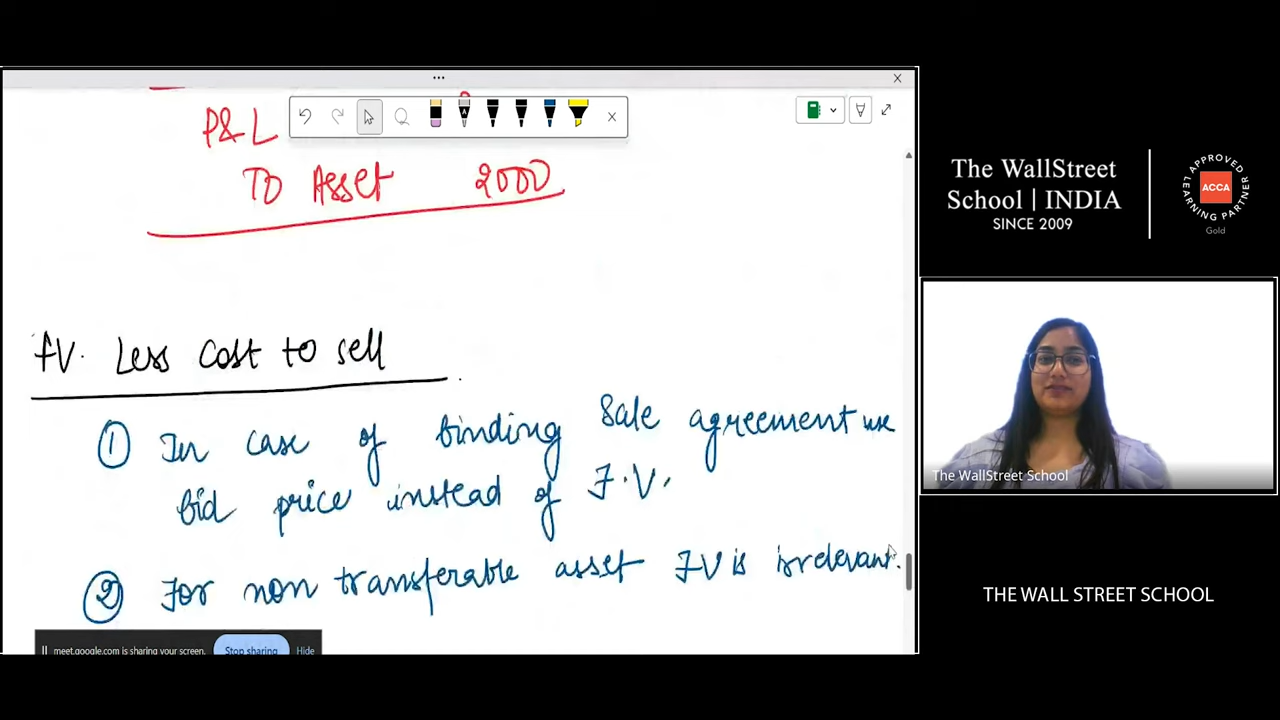 P&L
TO Asset 2000
FV. Less cost to sell
① In case of binding sale agreement use
bid price instead of F.V.
② For non transferable asset FV is irrelevant.
meet.google.com is sharing your screen.
Stop sharing
Hide
The WallStreet
School | INDIA
SINCE 2009
APPROVED
LEARNING PARTNER
ACCA
Gold
The WallStreet School
THE WALL STREET SCHOOL